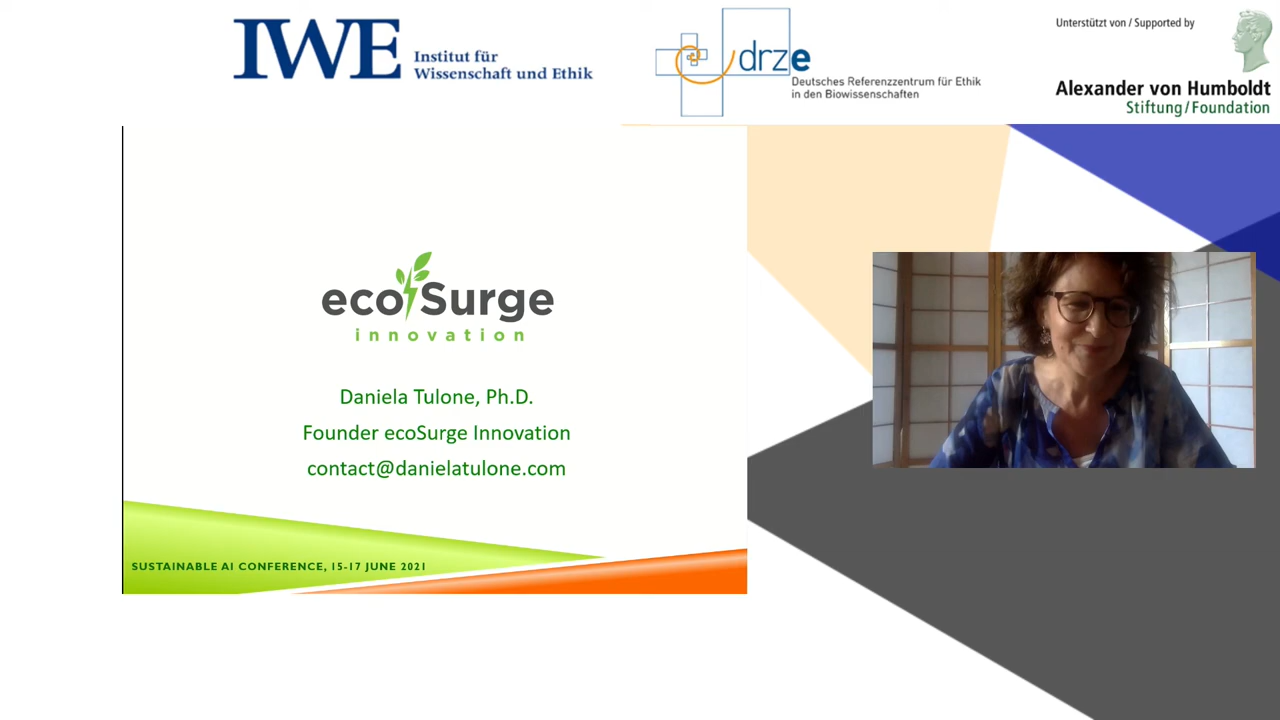 IWE Institut für
Wissenschaft und Ethik
drze
Deutsches Referenzzentrum für Ethik
in den Biowissenschaften
Unterstützt von / Supported by
Alexander von Humboldt
Stiftung/Foundation
ecoSurge
innovation
Daniela Tulone, Ph.D.
Founder ecoSurge Innovation
contact@danielatulone.com
SUSTAINABLE AI CONFERENCE, 15-17 JUNE 2021